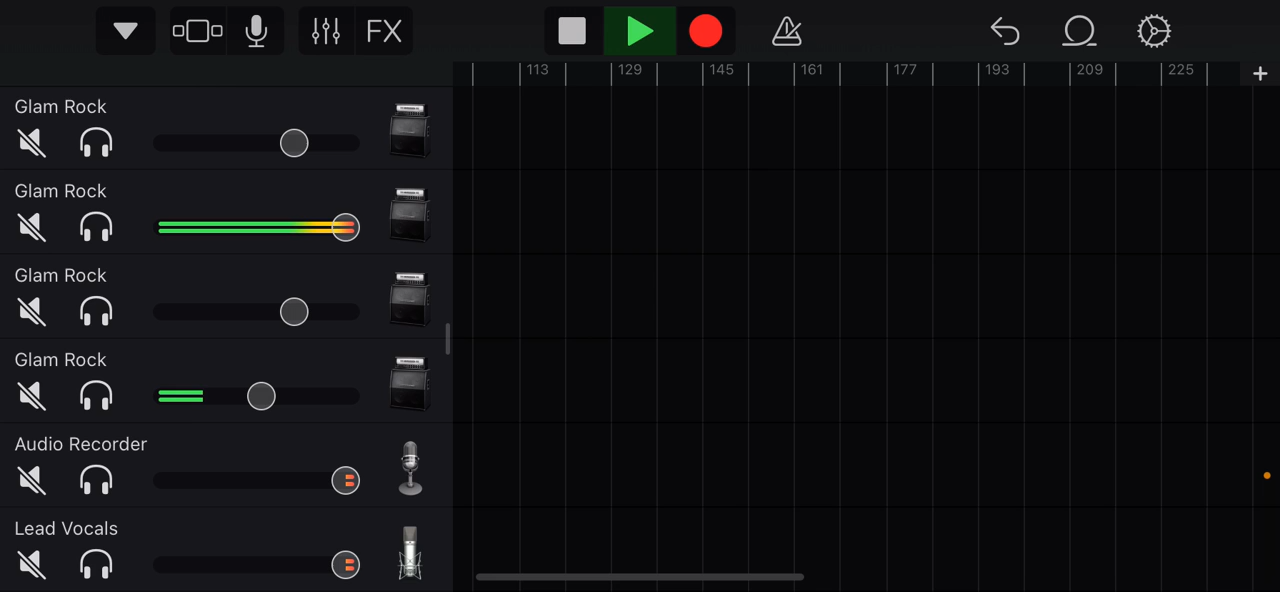 FX
113 129 145 161 177 193 209 225 +
Glam Rock
Glam Rock
Glam Rock
Glam Rock
Audio Recorder
Lead Vocals